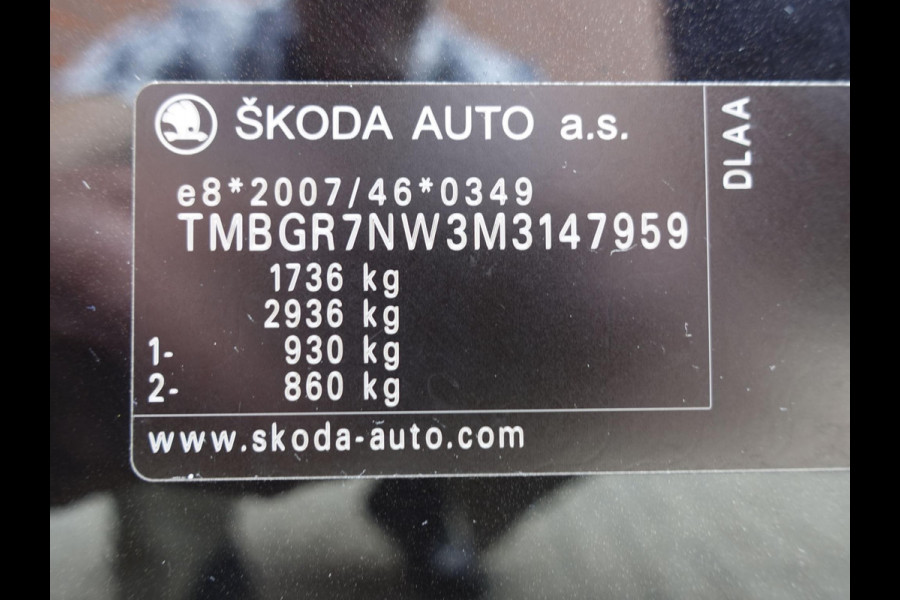 ŠKODA AUTO a.s.
e8*2007/46*0349
TMBGR7NW3M3147959
1736 kg
2936 kg
1- 930 kg
2- 860 kg
www.skoda-auto.com
DLAA